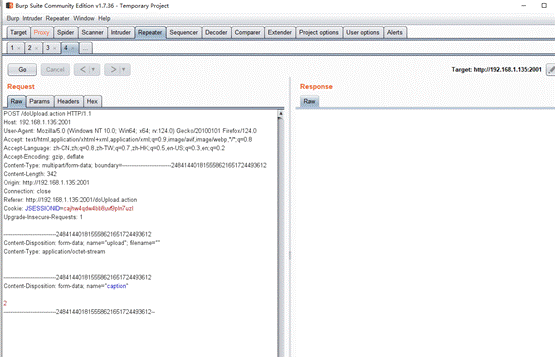 Burp Suite Community Edition v1.7.36 - Temporary Project
Burp Intruder Repeater Window Help
Target Proxy Spider Scanner Intruder Repeater Sequencer Decoder Comparer Extender Project options User options Alerts
1 × 2 × 3 × 4 × ...
Go Cancel < > Target: http://192.168.1.135:2001
Request Response
Raw Params Headers Hex Raw
POST /doUpload.action HTTP/1.1
Host: 192.168.1.135:2001
User-Agent: Mozilla/5.0 (Windows NT 10.0; Win64; x64; rv:124.0) Gecko/20100101 Firefox/124.0
Accept: text/html,application/xhtml+xml,application/xml;q=0.9,image/avif,image/webp,*/*;q=0.8
Accept-Language: zh-CN,zh;q=0.8,zh-TW;q=0.7,zh-HK;q=0.5,en-US;q=0.3,en;q=0.2
Accept-Encoding: gzip, deflate
Content-Type: multipart/form-data; boundary=---------------------------248414401815558621651724493612
Content-Length: 342
Origin: http://192.168.1.135:2001
Connection: close
Referer: http://192.168.1.135:2001/doUpload.action
Cookie:
Upgrade-Insecure-Requests: 1
-----------------------------248414401815558621651724493612
Content-Disposition: form-data; name="upload"; filename=""
Content-Type: application/octet-stream
-----------------------------248414401815558621651724493612
Content-Disposition: form-data; name="caption"
2
-----------------------------248414401815558621651724493612--